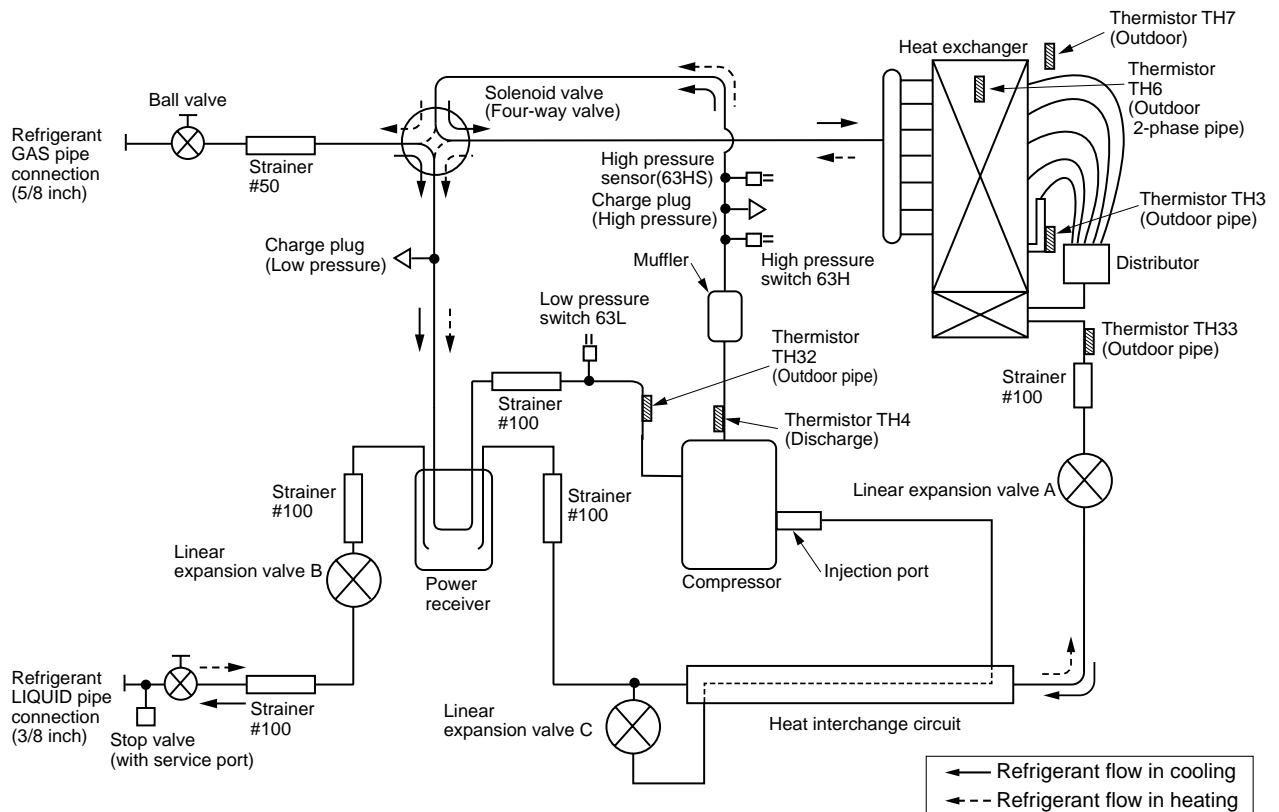 Thermistor TH7
(Outdoor)
Heat exchanger
Thermistor
TH6
(Outdoor
2-phase pipe)
Ball valve
Solenoid valve
(Four-way valve)
Refrigerant
GAS pipe
connection
(5/8 inch)
Strainer
#50
High pressure
sensor(63HS)
Charge plug
(High pressure)
Thermistor TH3
(Outdoor pipe)
Charge plug
(Low pressure)
Muffler
High pressure
switch 63H
Distributor
Low pressure
switch 63L
Thermistor
TH32
(Outdoor pipe)
Thermistor TH33
(Outdoor pipe)
Strainer
#100
Strainer
#100
Thermistor TH4
(Discharge)
Strainer
#100
Strainer
#100
Linear expansion valve A
Linear
expansion valve B
Power
receiver
Compressor
Injection port
Refrigerant
LIQUID pipe
connection
(3/8 inch)
Strainer
#100
Stop valve
(with service port)
Linear
expansion valve C
Heat interchange circuit
Refrigerant flow in cooling
Refrigerant flow in heating